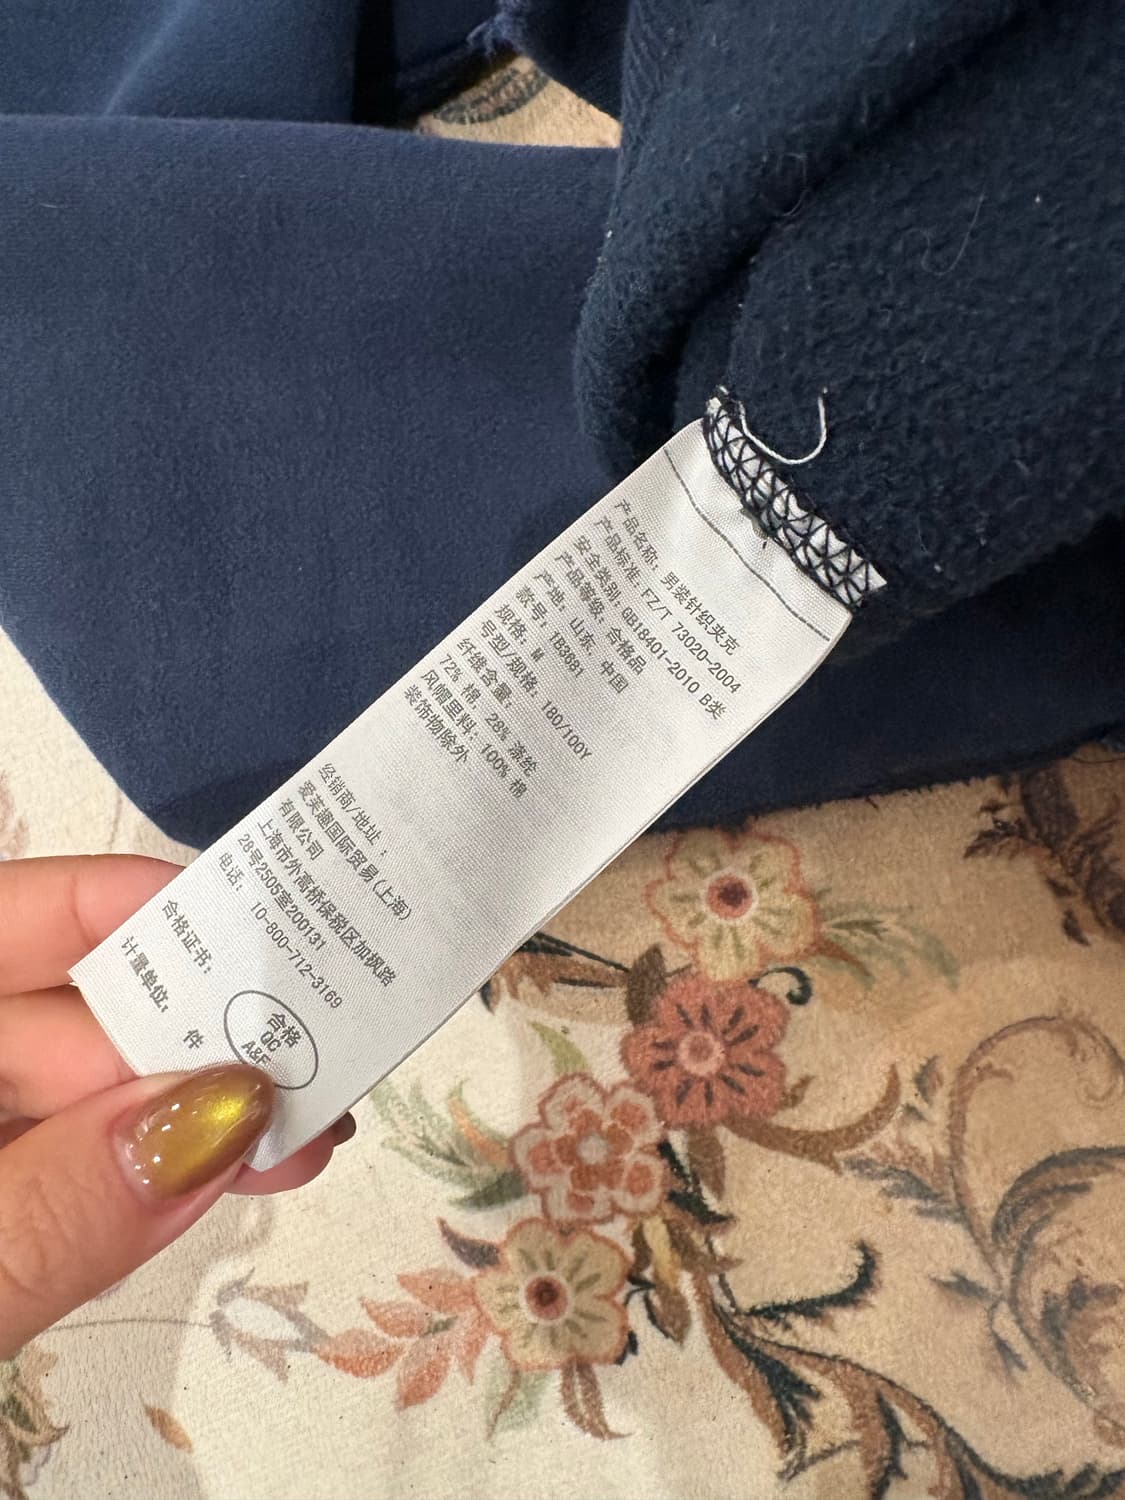 产品名称: 男装针织夹克
产品标准: FZ/T 73020-2004
安全类别: GB18401-2010 B类
产品等级: 合格品
产地: 山东, 中国
款号: 1B3681
规格: M
号型/规格: 180/100Y
纤维含量:
72% 棉, 28% 涤纶
风帽里料: 100% 棉
装饰物除外
经销商/地址:
爱芙趣国际贸易(上海)
有限公司
上海市外高桥保税区加枫路
28号2505室200131
电话: 10-800-712-3169
合格证书:
合格
QC
A&F
计量单位: 件